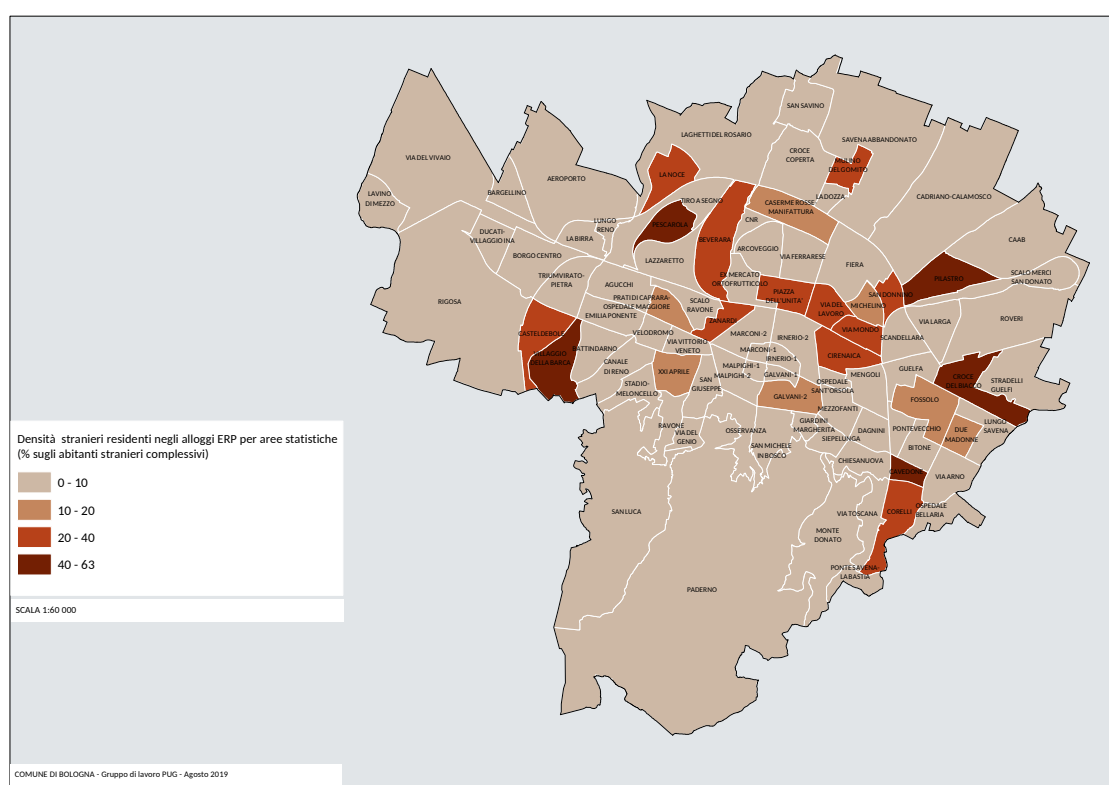 SAN SAVINO
LAGHETTI DEL ROSARIO
SAVENA ABBANDONATO
VIA DEL VIVAIO
CROCE
COPERTA
MULINO
DEL GOMITO
LA NOCE
AEROPORTO
BARGELLINO
LAVINO
DI MEZZO
LA DOZZA
CADRIANO-CALAMOSCO
TIRO A SEGNO
CASERME ROSSE
MANIFATTURA
LUNGO
RENO
PESCAROLA
CNR
DUCATI-
VILLAGGIO INA
LA BIRRA
BEVERARA
CAAB
ARCOVEGGIO
VIA FERRARESE
BORGO CENTRO
LAZZARETTO
FIERA
TRIUMVIRATO-
PIETRA
EX MERCATO
ORTOFRUTTICOLO
PILASTRO
SCALO MERCI
SAN DONATO
AGUCCHI
RIGOSA
PRATI DI CAPRARA-
OSPEDALE MAGGIORE
SCALO
RAVONE
PIAZZA
DELL'UNITA'
VIA DEL
LAVORO
SAN DONNINO
MICHELINO
EMILIA PONENTE
ZANARDI
VIA LARGA
ROVERI
CASTELDEBOLE
VELODROMO
MARCONI-2
IRNERIO-2
VIA MONDO
SCANDELLARA
VIA VITTORIO
VENETO
BATTINDARNO
VILLAGGIO
DELLA BARCA
MARCONI-1
IRNERIO-1
CIRENAICA
CANALE
DI RENO
XXI APRILE
MALPIGHI-1
MALPIGHI-2
GALVANI-1
MENGOLI
GUELFA
CROCE
DEL BIACCO
STRADELLI
GUELFI
STADIO-
MELONCELLO
SAN
GIUSEPPE
OSPEDALE
SANT'ORSOLA
GALVANI-2
FOSSOLO
MEZZOFANTI
RAVONE
VIA DEL
GENIO
OSSERVANZA
GIARDINI
MARGHERITA
SIEPELUNGA
DAGNINI
PONTEVECCHIO
DUE
MADONNE
LUNGO
SAVENA
SAN MICHELE
IN BOSCO
BITONE
CHIESANUOVA
CAVEDONE
VIA ARNO
SAN LUCA
VIA TOSCANA
CORELLI
OSPEDALE
BELLARIA
MONTE
DONATO
PONTE SAVENA-
LA BASTIA
PADERNO
Densità stranieri residenti negli alloggi ERP per aree statistiche
(% sugli abitanti stranieri complessivi)
0 - 10
10 - 20
20 - 40
40 - 63
SCALA 1:60 000
COMUNE DI BOLOGNA - Gruppo di lavoro PUG - Agosto 2019